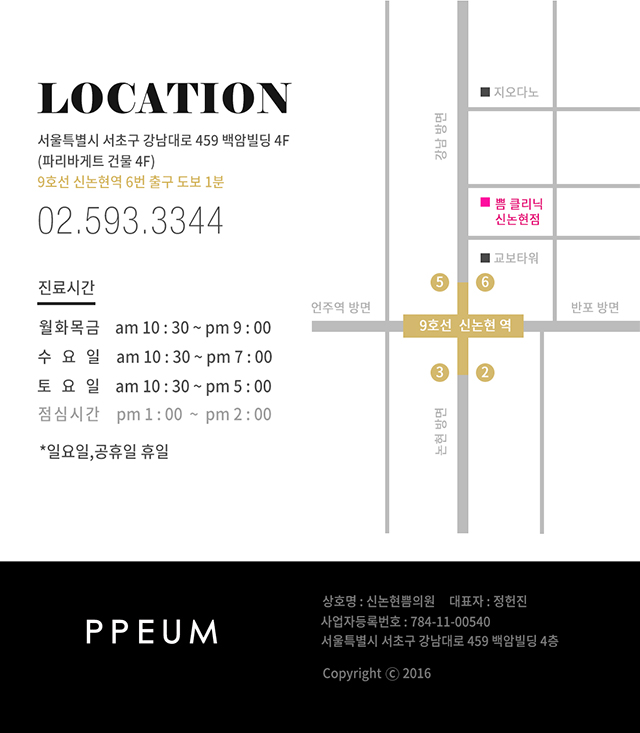 LOCATION
서울특별시 서초구 강남대로 459 백암빌딩 4F
(파리바게트 건물 4F)
9호선 신논현역 6번 출구 도보 1분
02.593.3344
진료시간
월화목금 am 10 : 30 ~ pm 9 : 00
수 요 일 am 10 : 30 ~ pm 7 : 00
토 요 일 am 10 : 30 ~ pm 5 : 00
점심시간 pm 1 : 00 ~ pm 2 : 00
*일요일,공휴일 휴일
지오다노
강남 방면
쁨 클리닉
신논현점
교보타워
5
6
언주역 방면
반포 방면
9호선 신논현 역
3
2
논현 방면
PPEUM
상호명 : 신논현쁨의원 대표자 : 정헌진
사업자등록번호 : 784-11-00540
서울특별시 서초구 강남대로 459 백암빌딩 4층
Copyright ⓒ 2016